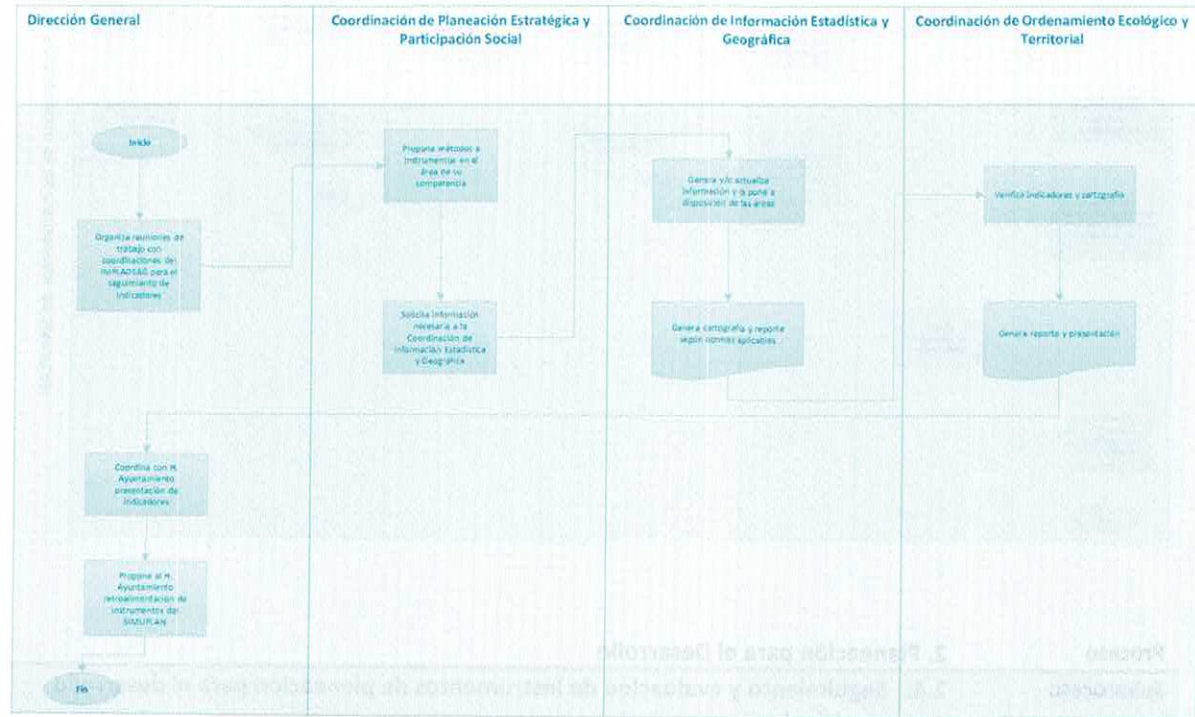 Dirección General
Coordinación de Planeación Estratégica y
Participación Social
Coordinación de Información Estadística y
Geográfica
Coordinación de Ordenamiento Ecológico y
Territorial
Inicio
Organiza reuniones de
trabajo con
coordinaciones de
para el
seguimiento de
indicadores
Propone métodos e
instrumentos en el
área de su
competencia
Solicita información
necesaria a la
Coordinación de
Información Estadística
y Geográfica
Genera y/o actualiza
información y a
disposición de las áreas
Genera cartografía y reporte
según normas aplicables
Verifica indicadores y cartografía
Genera reporte y presentación
Coordina con H.
Ayuntamiento
presentación de
indicadores
Propone al H.
Ayuntamiento
retroalimentación de
instrumentos del
SIMUPLAN
Fin
Proceso 2. Planeación para el Desarrollo
Subproceso 2.4. Seguimiento y evaluación de instrumentos de planeación para el